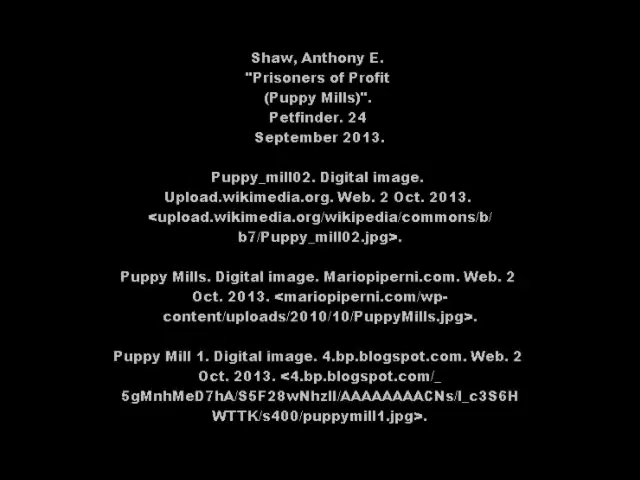 Shaw, Anthony E.
"Prisoners of Profit
(Puppy Mills)".
Petfinder. 24
September 2013.
Puppy_mill02. Digital image.
Upload.wikimedia.org. Web. 2 Oct. 2013.
<upload.wikimedia.org/wikipedia/commons/b/
b7/Puppy_mill02.jpg>.
Puppy Mills. Digital image. Mariopiperni.com. Web. 2
Oct. 2013. <mariopiperni.com/wp-
content/uploads/2010/10/PuppyMills.jpg>.
Puppy Mill 1. Digital image. 4.bp.blogspot.com. Web. 2
Oct. 2013. <4.bp.blogspot.com/_
5gMnhMeD7hA/S5F28wNhzlI/AAAAAAAACNs/I_c3S6H
WTTK/s400/puppymill1.jpg>.